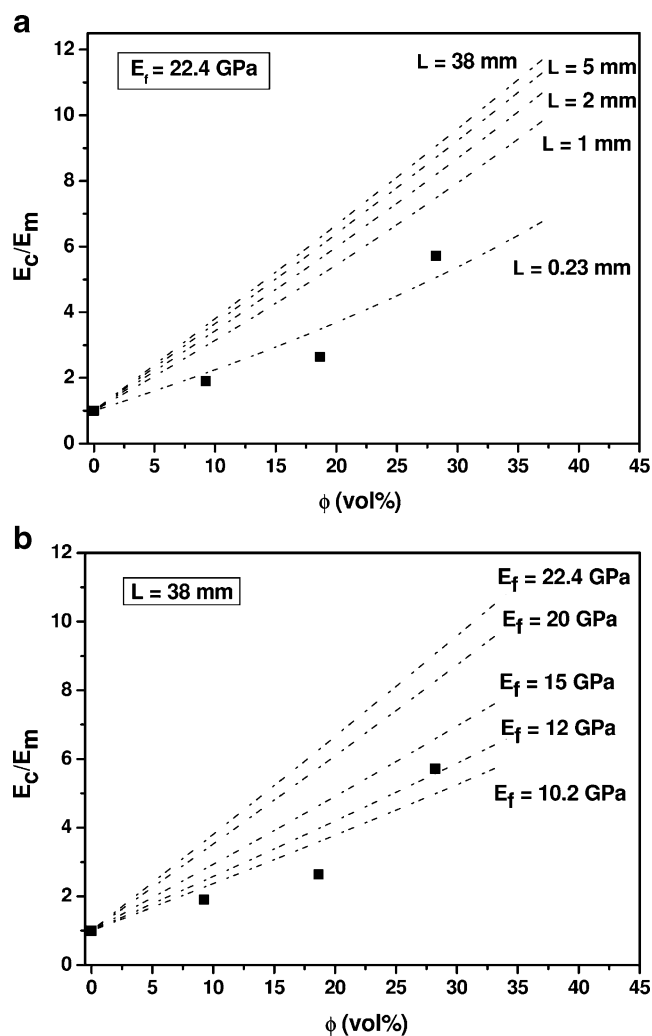 a
E_f = 22.4 GPa
L = 38 mm
L = 5 mm
L = 2 mm
L = 1 mm
L = 0.23 mm
12
10
8
6
4
2
0
E_C/E_m
0 5 10 15 20 25 30 35 40 45
ϕ (vol%)
b
L = 38 mm
E_f = 22.4 GPa
E_f = 20 GPa
E_f = 15 GPa
E_f = 12 GPa
E_f = 10.2 GPa
12
10
8
6
4
2
0
E_C/E_m
0 5 10 15 20 25 30 35 40 45
ϕ (vol%)